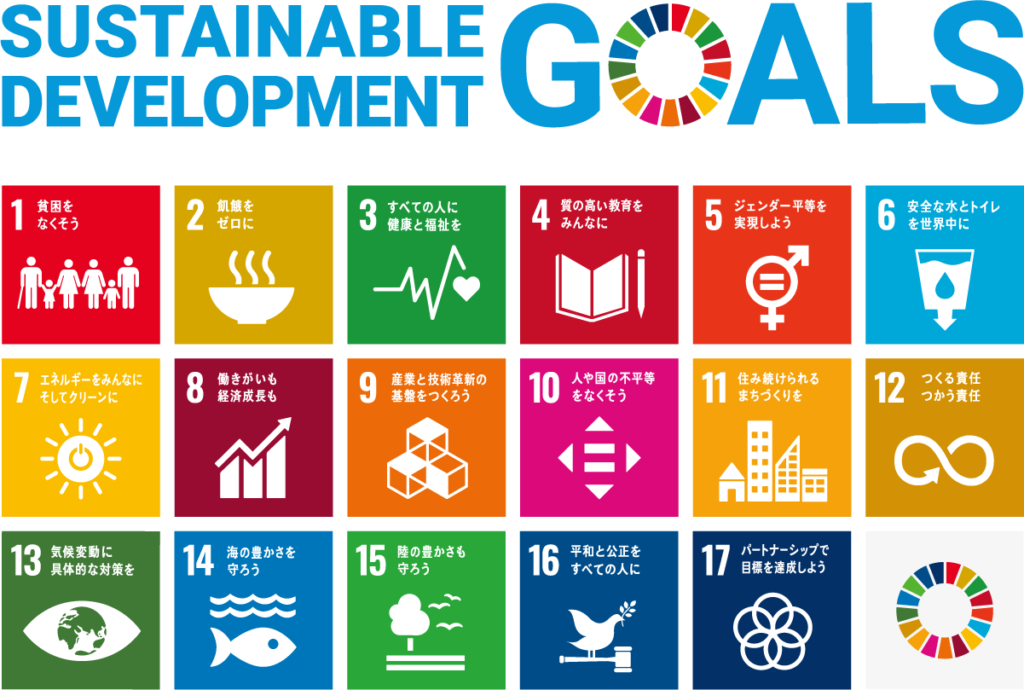 SUSTAINABLE
DEVELOPMENT
GOALS
1 貧困を
なくそう
2 飢餓を
ゼロに
3 すべての人に
健康と福祉を
4 質の高い教育を
みんなに
5 ジェンダー平等を
実現しよう
6 安全な水とトイレ
を世界中に
7 エネルギーをみんなに
そしてクリーンに
8 働きがいも
経済成長も
9 産業と技術革新の
基盤をつくろう
10 人や国の不平等
をなくそう
11 住み続けられる
まちづくりを
12 つくる責任
つかう責任
13 気候変動に
具体的な対策を
14 海の豊かさを
守ろう
15 陸の豊かさも
守ろう
16 平和と公正を
すべての人に
17 パートナーシップで
目標を達成しよう